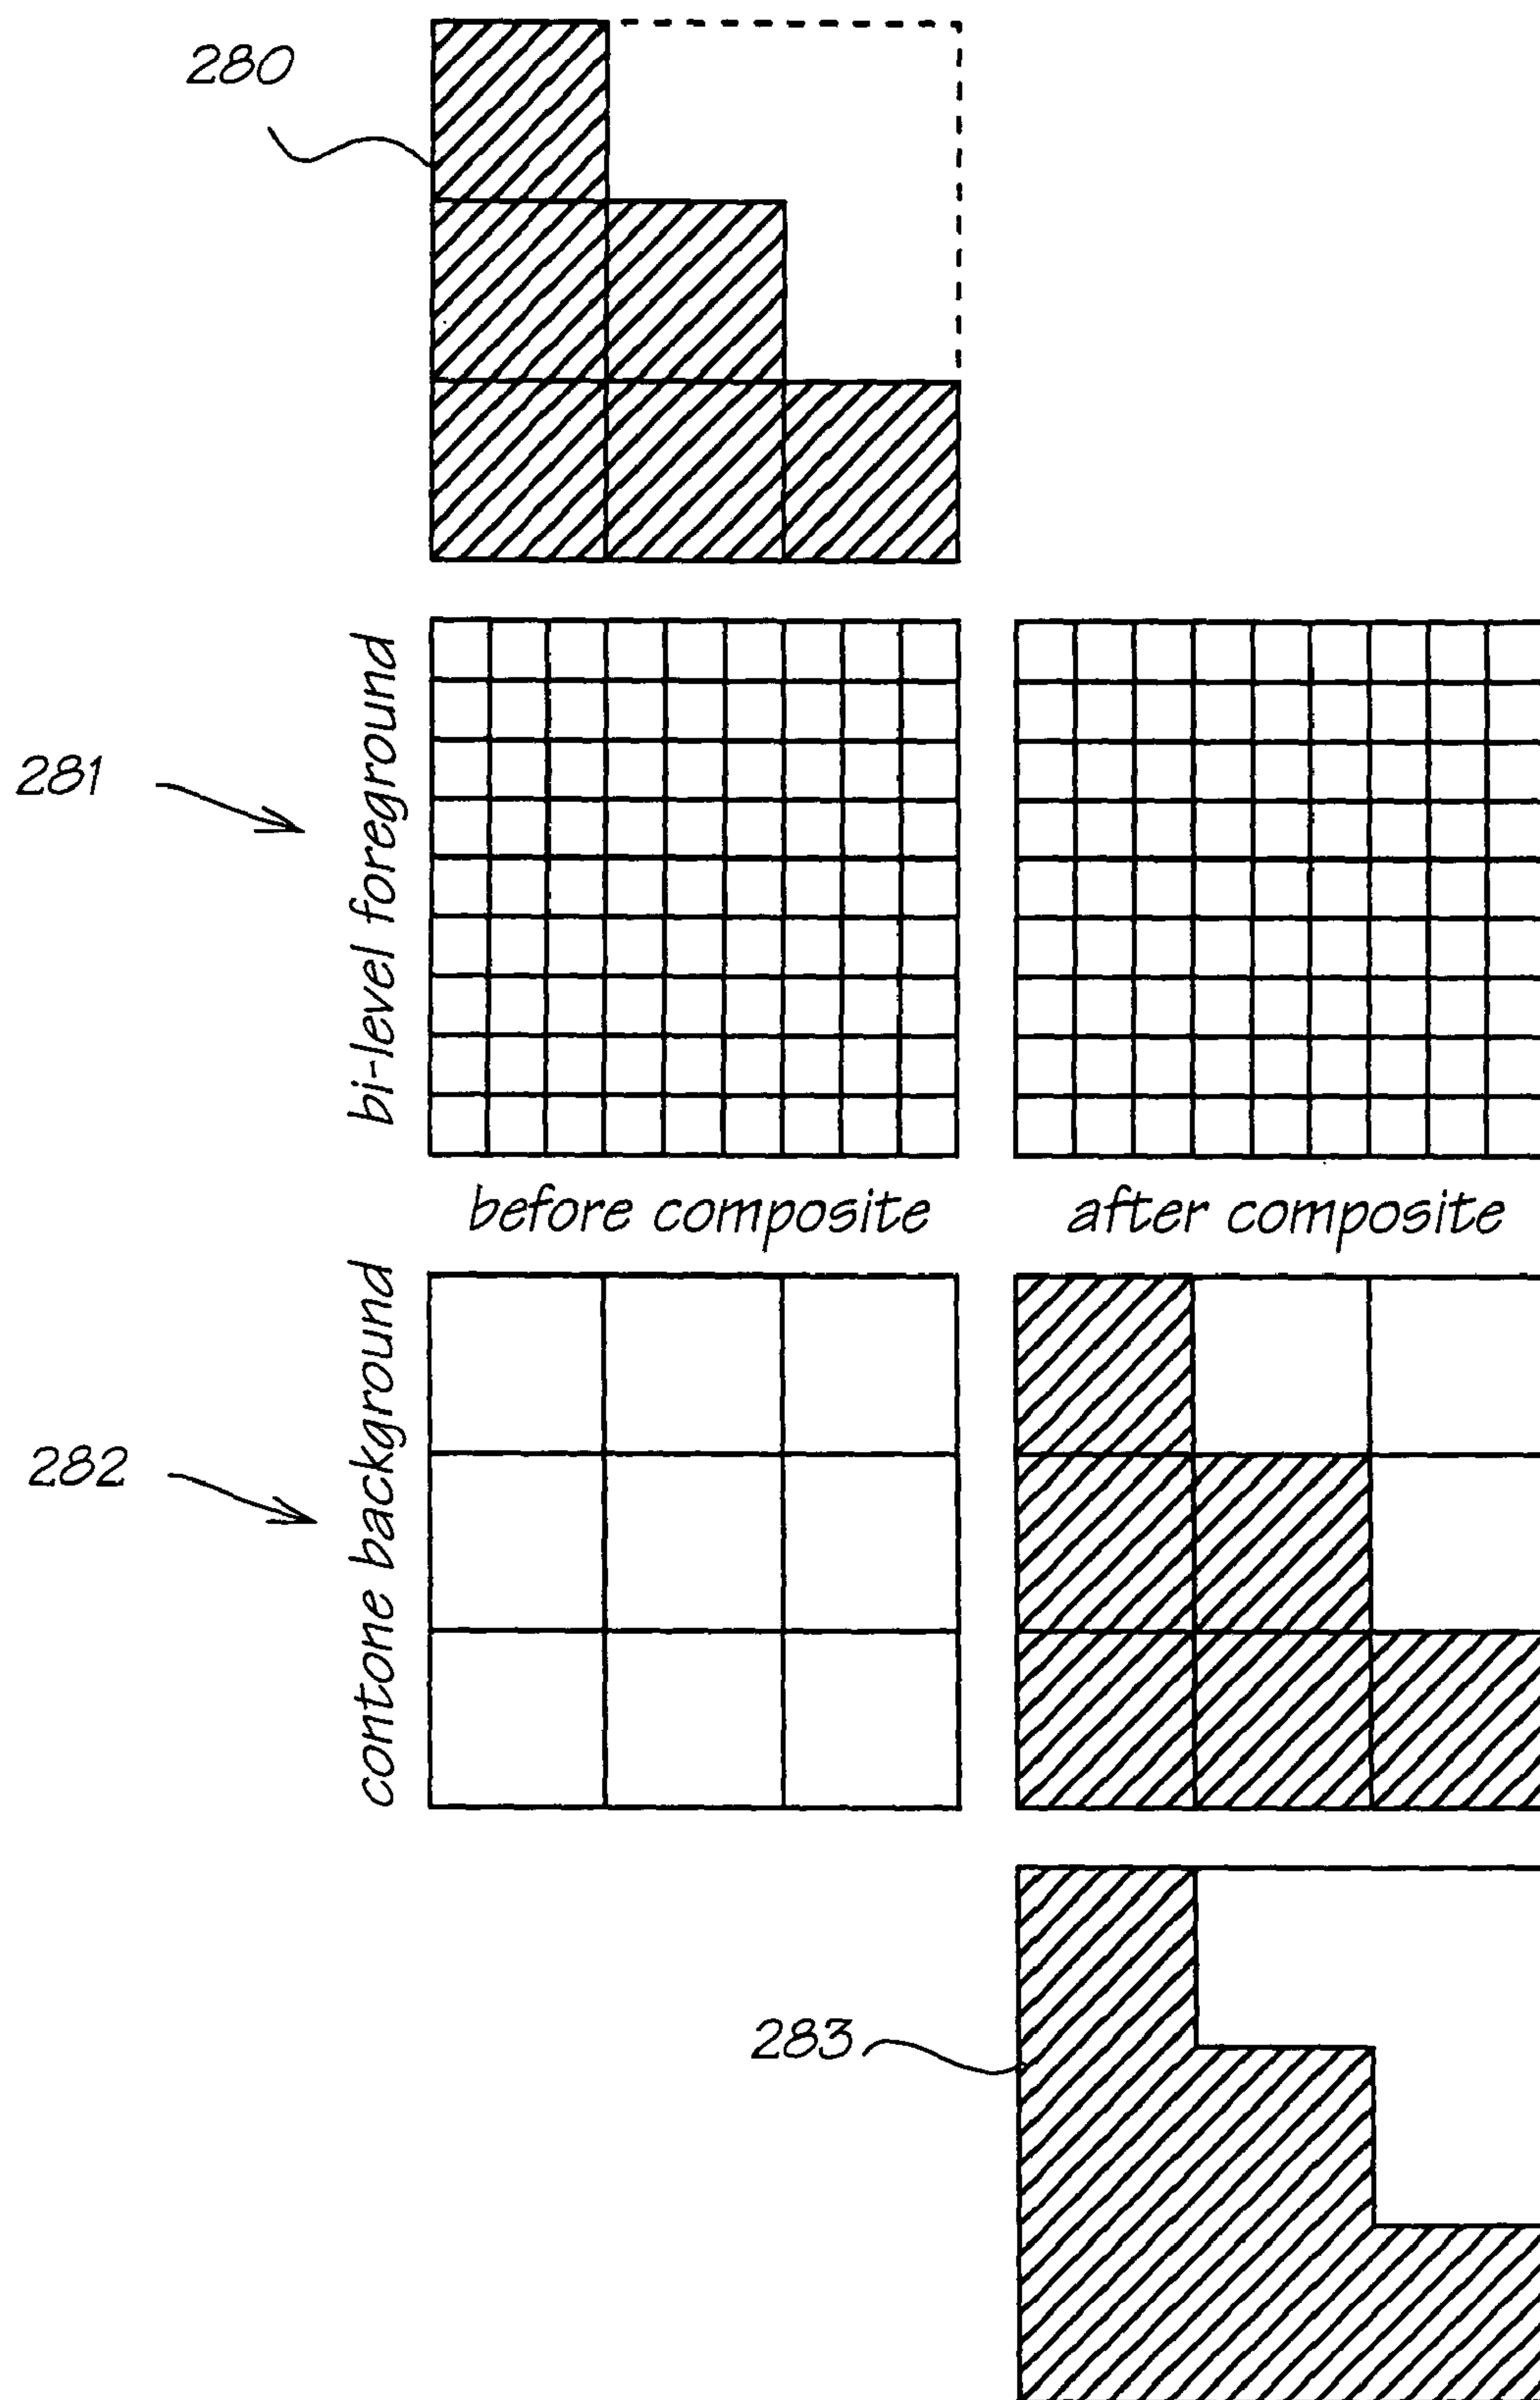 280
281
bi-level foreground
before composite
after composite
282
contone background
283